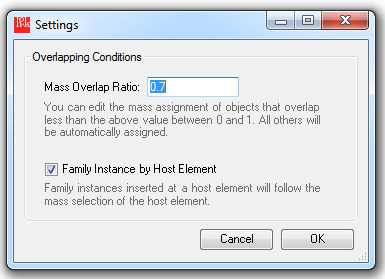 Settings
Overlapping Conditions
Mass Overlap Ratio: 0.7
You can edit the mass assignment of objects that overlap
less than the above value between 0 and 1. All others will
be automatically assigned.
Family Instance by Host Element
Family instances inserted at a host element will follow the
mass selection of the host element.
Cancel OK